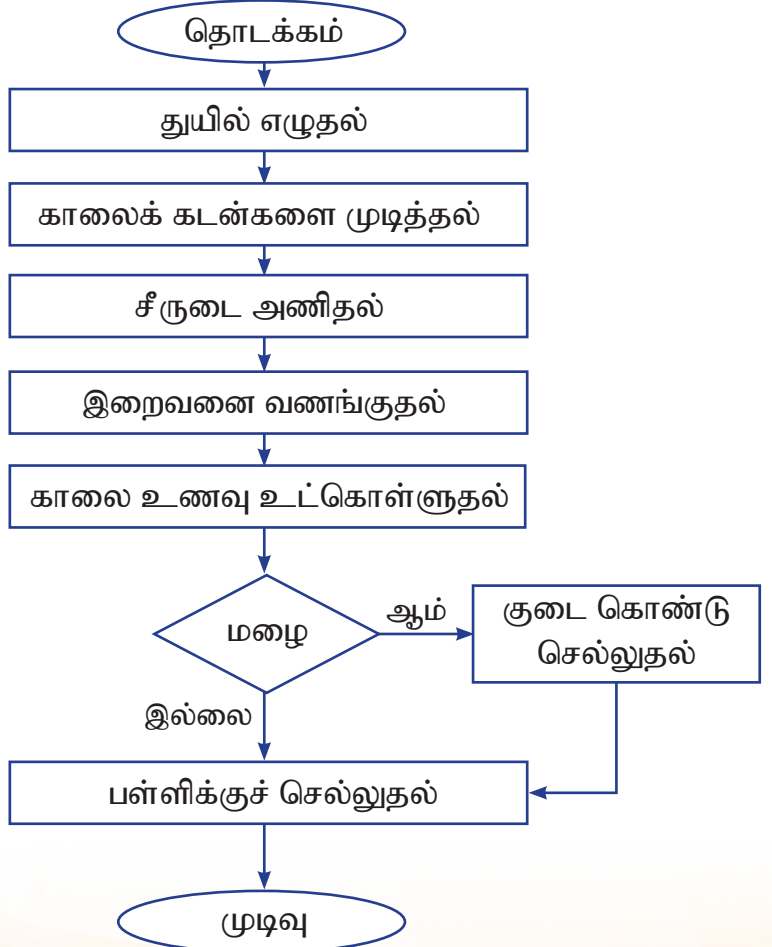 தொடக்கம்
துயில் எழுதல்
காலைக் கடன்களை முடித்தல்
சீருடை அணிதல்
இறைவனை வணங்குதல்
காலை உணவு உட்கொள்ளுதல்
மழை
ஆம்
குடை கொண்டு
செல்லுதல்
இல்லை
பள்ளிக்குச் செல்லுதல்
முடிவு